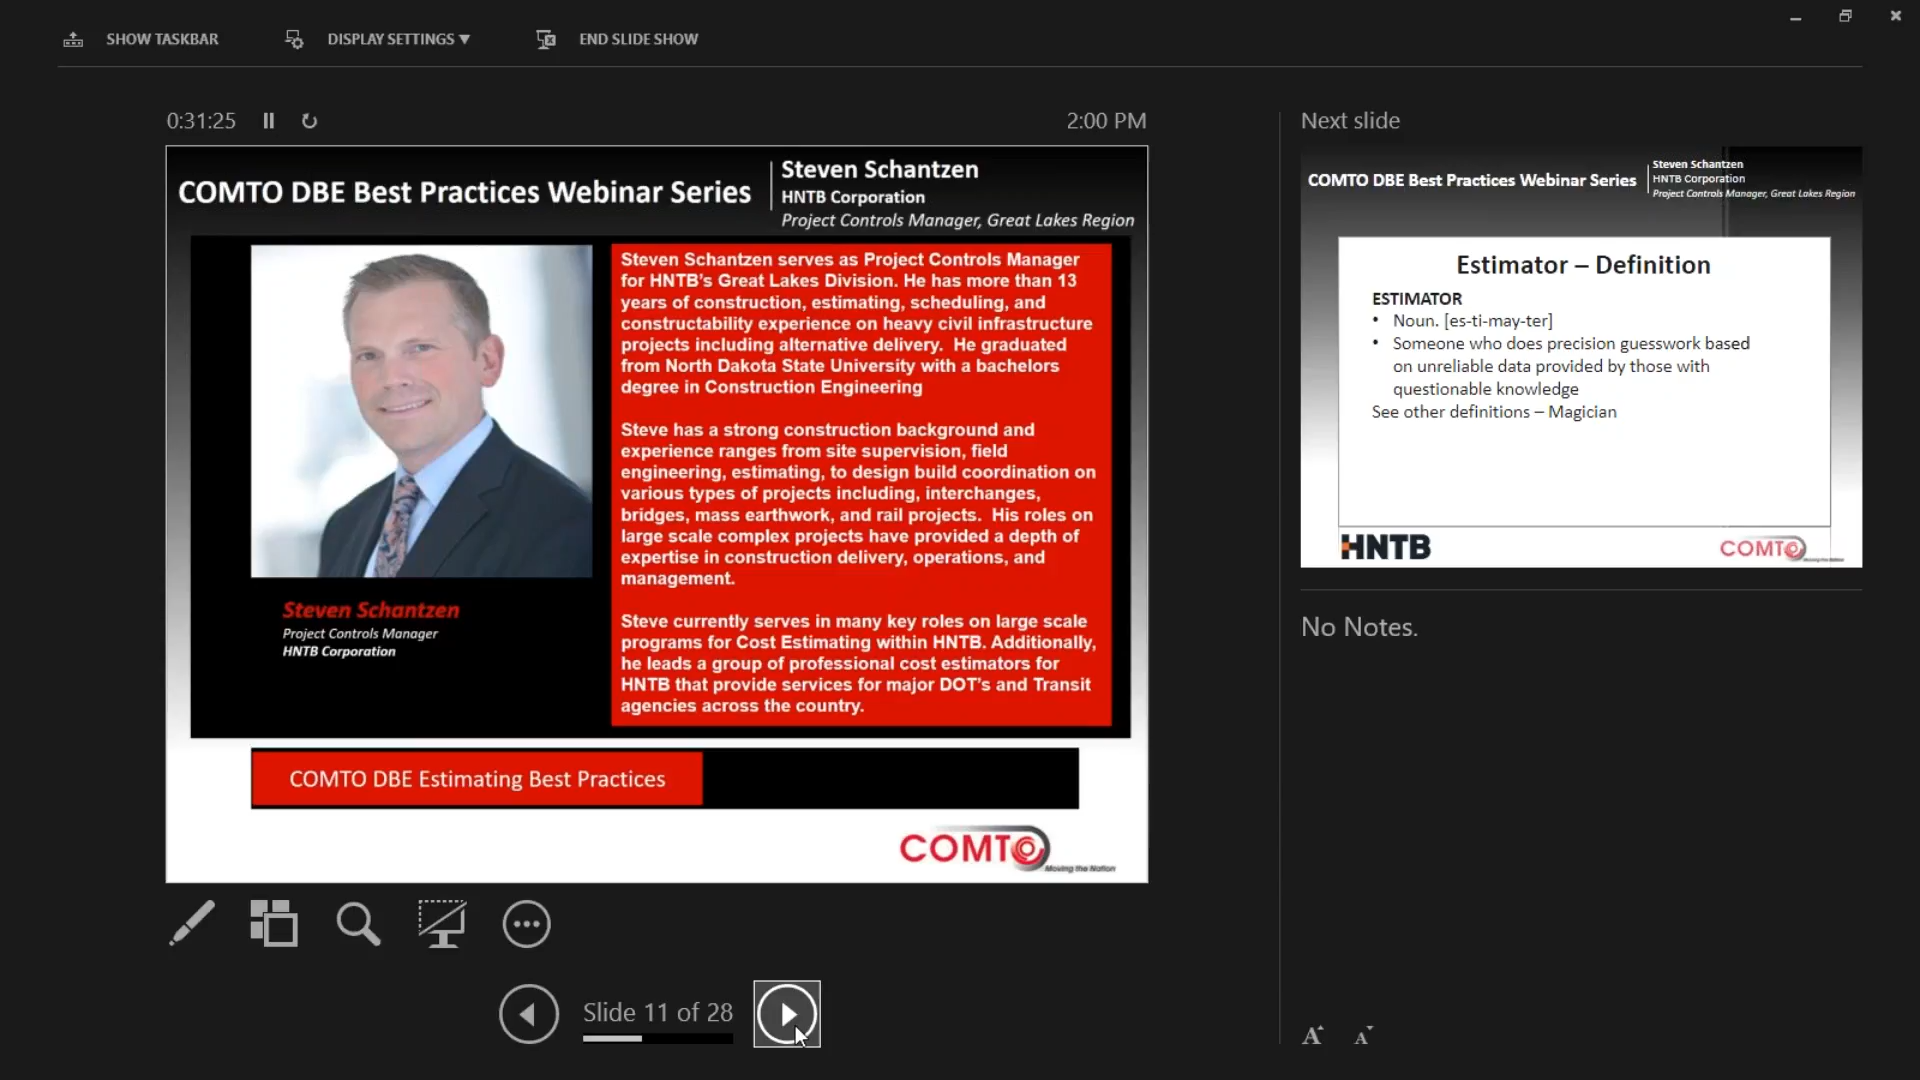 SHOW TASKBAR
DISPLAY SETTINGS ▼
END SLIDE SHOW
0:31:25
2:00 PM
COMTO DBE Best Practices Webinar Series
Steven Schantzen
HNTB Corporation
Project Controls Manager, Great Lakes Region
Steven Schantzen serves as Project Controls Manager
for HNTB's Great Lakes Division. He has more than 13
years of construction, estimating, scheduling, and
constructability experience on heavy civil infrastructure
projects including alternative delivery.  He graduated
from North Dakota State University with a bachelors
degree in Construction Engineering
Steve has a strong construction background and
experience ranges from site supervision, field
engineering, estimating, to design build coordination on
various types of projects including, interchanges,
bridges, mass earthwork, and rail projects.  His roles on
large scale complex projects have provided a depth of
expertise in construction delivery, operations, and
management.
Steve currently serves in many key roles on large scale
programs for Cost Estimating within HNTB. Additionally,
he leads a group of professional cost estimators for
HNTB that provide services for major DOT's and Transit
agencies across the country.
Steven Schantzen
Project Controls Manager
HNTB Corporation
COMTO DBE Estimating Best Practices
COMTO
Moving the Nation
Slide 11 of 28
Next slide
COMTO DBE Best Practices Webinar Series
Steven Schantzen
HNTB Corporation
Project Controls Manager, Great Lakes Region
Estimator – Definition
ESTIMATOR
• Noun. [es-ti-may-ter]
• Someone who does precision guesswork based
on unreliable data provided by those with
questionable knowledge
See other definitions – Magician
HNTB
COMTO
Moving the Nation
No Notes.
A A